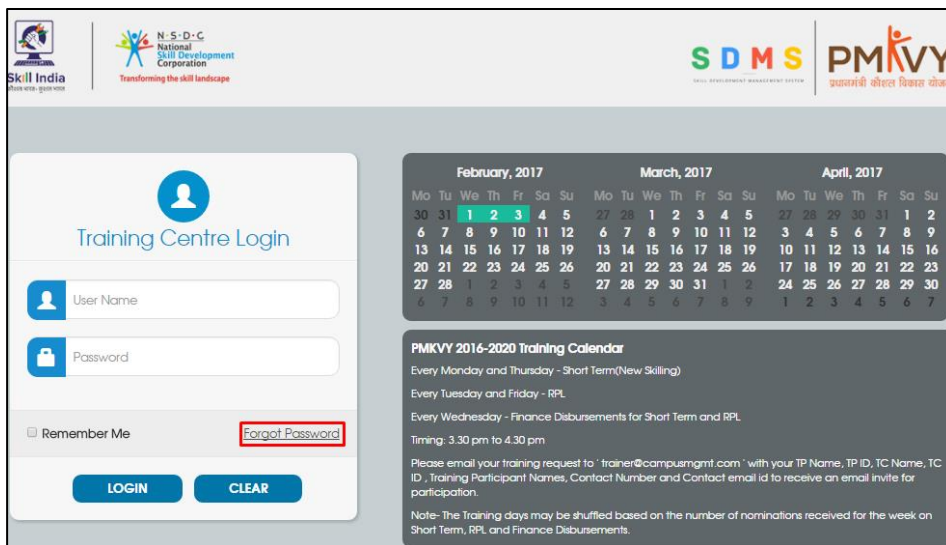 Skill India
कौशल भारत - कुशल भारत
N·S·D·C
National
Skill Development
Corporation
Transforming the skill landscape
S D M S
SKILL DEVELOPMENT MANAGEMENT SYSTEM
PMKVY
प्रधानमंत्री कौशल विकास
Training Centre Login
User Name
Password
Remember Me
Forgot Password
LOGIN
CLEAR
February, 2017
Mo Tu We Th Fr Sa Su
30 31 1 2 3 4 5
6 7 8 9 10 11 12
13 14 15 16 17 18 19
20 21 22 23 24 25 26
27 28 1 2 3 4 5
6 7 8 9 10 11 12
March, 2017
Mo Tu We Th Fr Sa Su
27 28 1 2 3 4 5
6 7 8 9 10 11 12
13 14 15 16 17 18 19
20 21 22 23 24 25 26
27 28 29 30 31 1 2
3 4 5 6 7 8 9
April, 2017
Mo Tu We Th Fr Sa Su
27 28 29 30 31 1 2
3 4 5 6 7 8 9
10 11 12 13 14 15 16
17 18 19 20 21 22 23
24 25 26 27 28 29 30
1 2 3 4 5 6 7
PMKVY 2016-2020 Training Calendar
Every Monday and Thursday - Short Term(New Skilling)
Every Tuesday and Friday - RPL
Every Wednesday - Finance Disbursements for Short Term and RPL
Timing: 3.30 pm to 4.30 pm
Please email your training request to ' trainer@campusmgmt.com ' with your TP Name, TP ID, TC Name, TC
ID , Training Participant Names, Contact Number and Contact email id to receive an email invite for
participation.
Note- The Training days may be shuffled based on the number of nominations received for the week on
Short Term, RPL and Finance Disbursements.